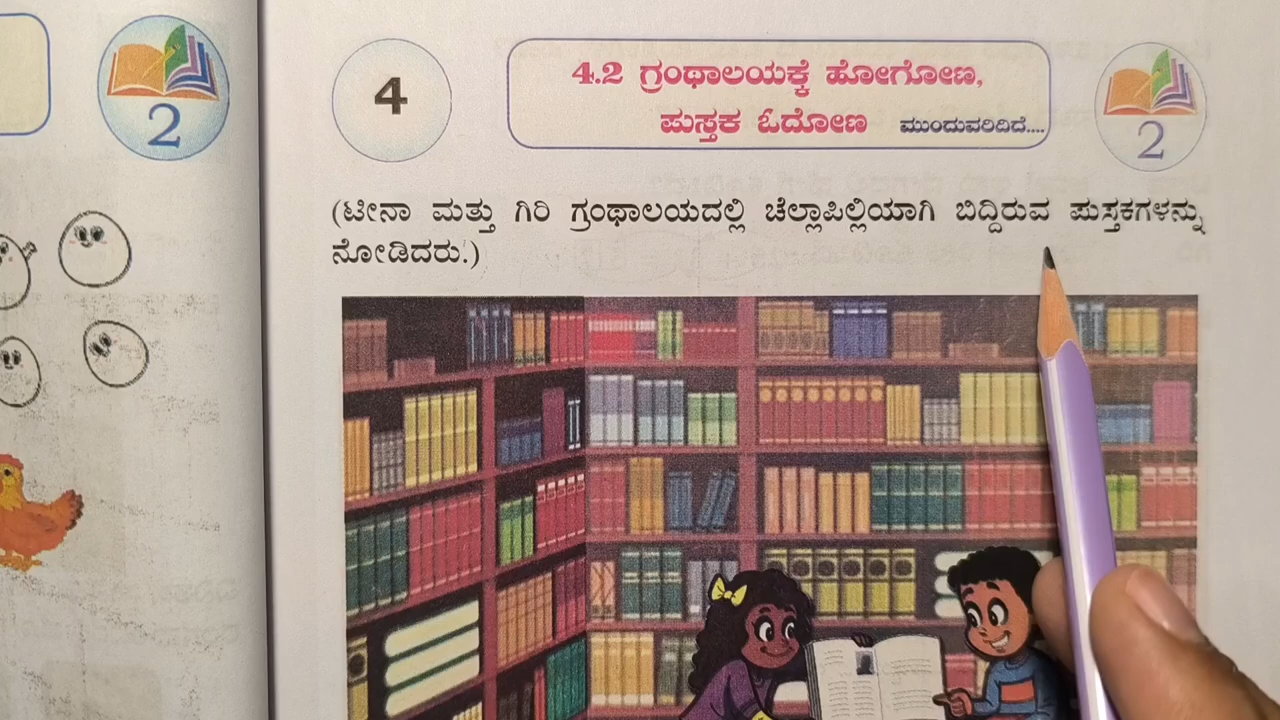 2
4
4.2 ಗ್ರಂಥಾಲಯಕ್ಕೆ ಹೋಗೋಣ,
ಪುಸ್ತಕ ಓದೋಣ ಮುಂದುವರಿದಿದೆ....
2
(ಟೀನಾ ಮತ್ತು ಗಿರಿ ಗ್ರಂಥಾಲಯದಲ್ಲಿ ಚೆಲ್ಲಾಪಿಲ್ಲಿಯಾಗಿ ಬಿದ್ದಿರುವ ಪುಸ್ತಕಗಳನ್ನು
ನೋಡಿದರು.)